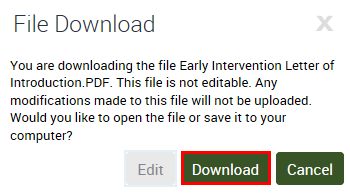 File Download X
You are downloading the file Early Intervention Letter of
Introduction.PDF. This file is not editable. Any
modifications made to this file will not be uploaded.
Would you like to open the file or save it to your
computer?
Edit Download Cancel